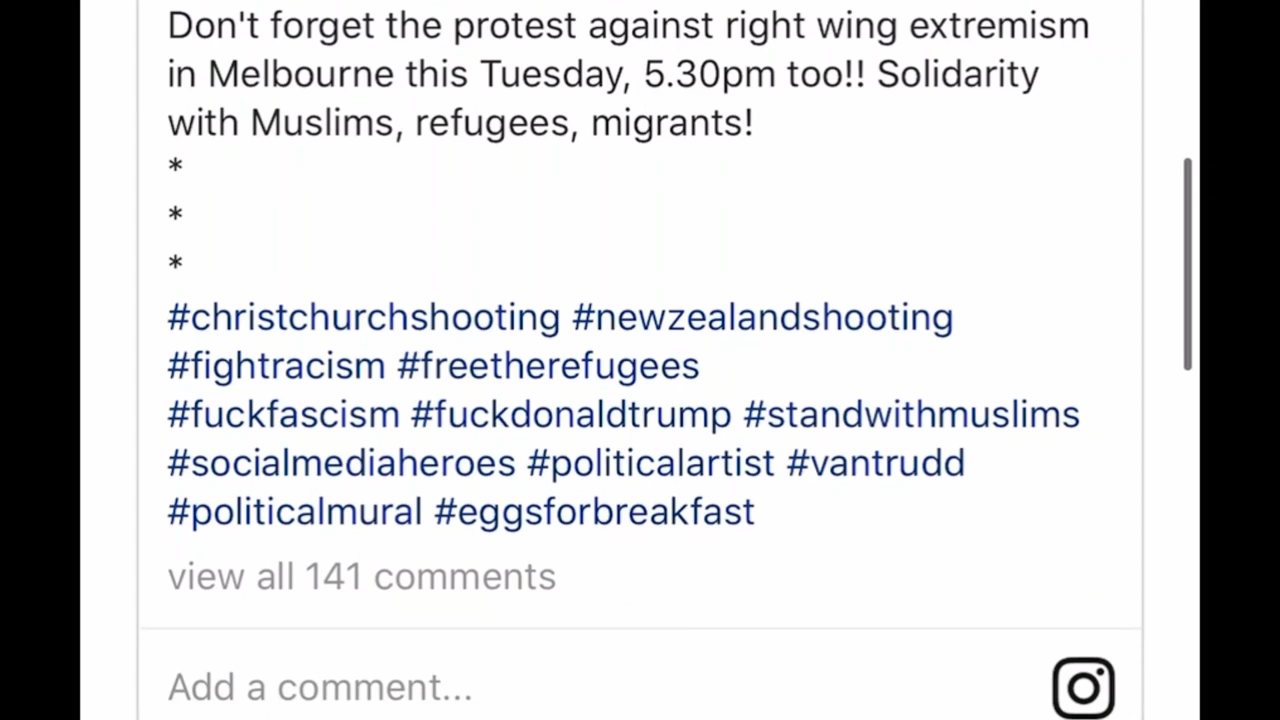 Don't forget the protest against right wing extremism
in Melbourne this Tuesday, 5.30pm too!! Solidarity
with Muslims, refugees, migrants!
*
*
*
#christchurchshooting #newzealandshooting
#fightracism #freetherefugees
#fuckfascism #fuckdonaldtrump #standwithmuslims
#socialmediaheroes #politicalartist #vantrudd
#politicalmural #eggsforbreakfast
view all 141 comments
Add a comment...